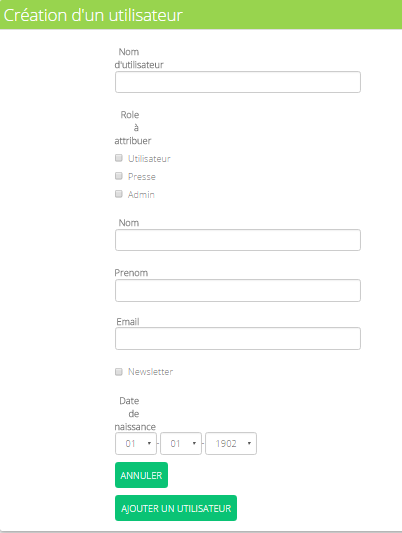 Création d'un utilisateur
Nom
d'utilisateur
Role
à
attribuer
Utilisateur
Presse
Admin
Nom
Prenom
Email
Newsletter
Date
de
naissance
01 - 01 - 1902
ANNULER
AJOUTER UN UTILISATEUR